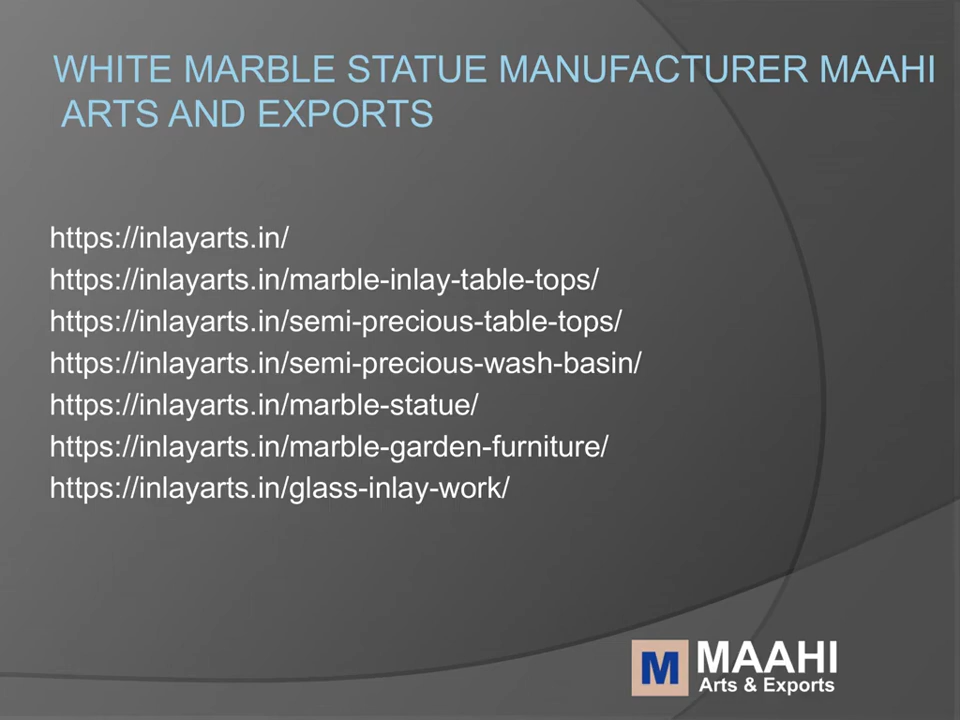 WHITE MARBLE STATUE MANUFACTURER MAAHI
ARTS AND EXPORTS
https://inlayarts.in/
https://inlayarts.in/marble-inlay-table-tops/
https://inlayarts.in/semi-precious-table-tops/
https://inlayarts.in/semi-precious-wash-basin/
https://inlayarts.in/marble-statue/
https://inlayarts.in/marble-garden-furniture/
https://inlayarts.in/glass-inlay-work/
M MAAHI
Arts & Exports